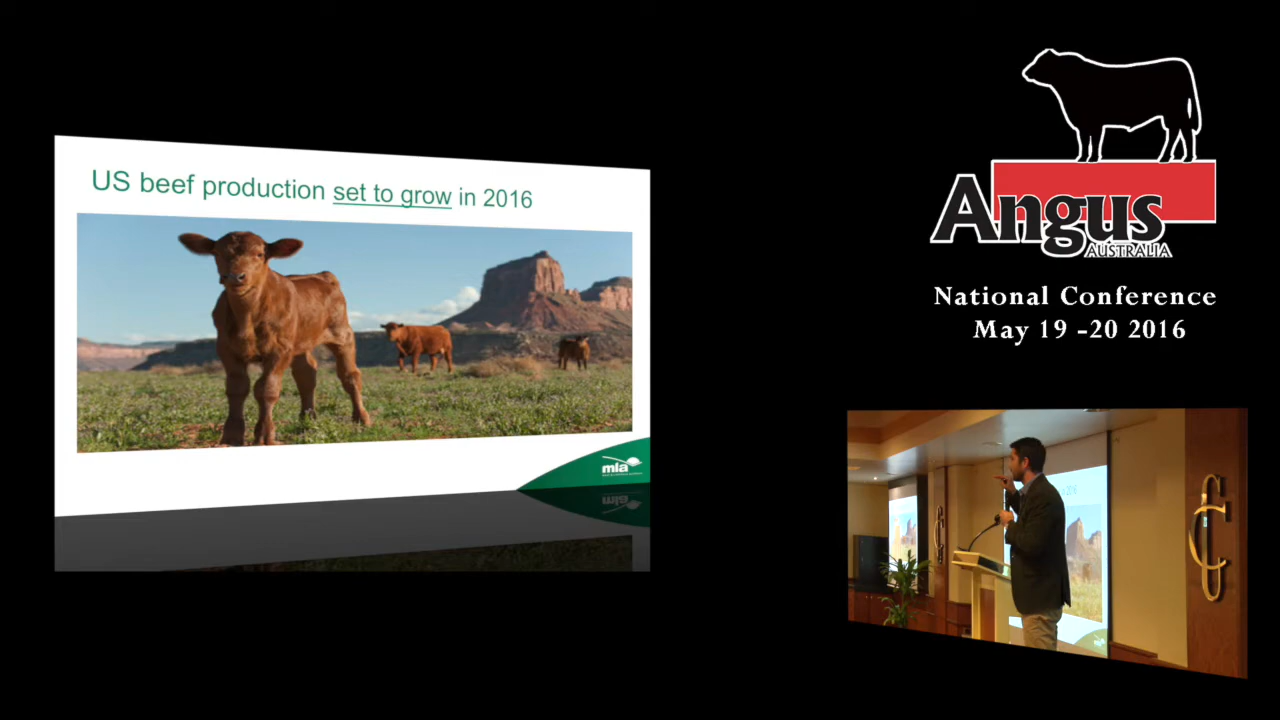 US beef production set to grow in 2016
mla
Angus
AUSTRALIA
National Conference
May 19 -20 2016